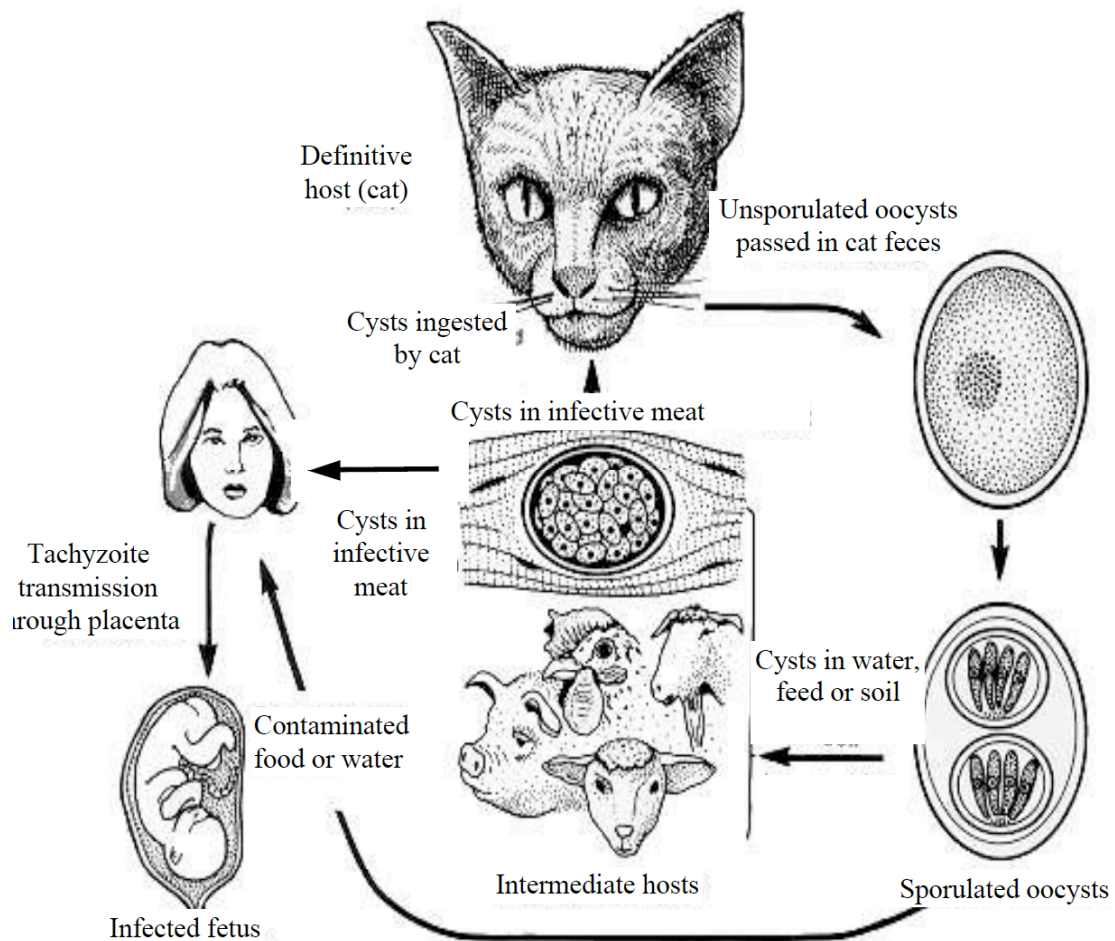 Definitive
host (cat)
Unsporulated oocysts
passed in cat feces
Cysts ingested
by cat
Cysts in infective meat
Cysts in
infective
meat
Tachyzoite
transmission
rough placenta
Cysts in water,
feed or soil
Contaminated
food or water
Intermediate hosts
Sporulated oocysts
Infected fetus